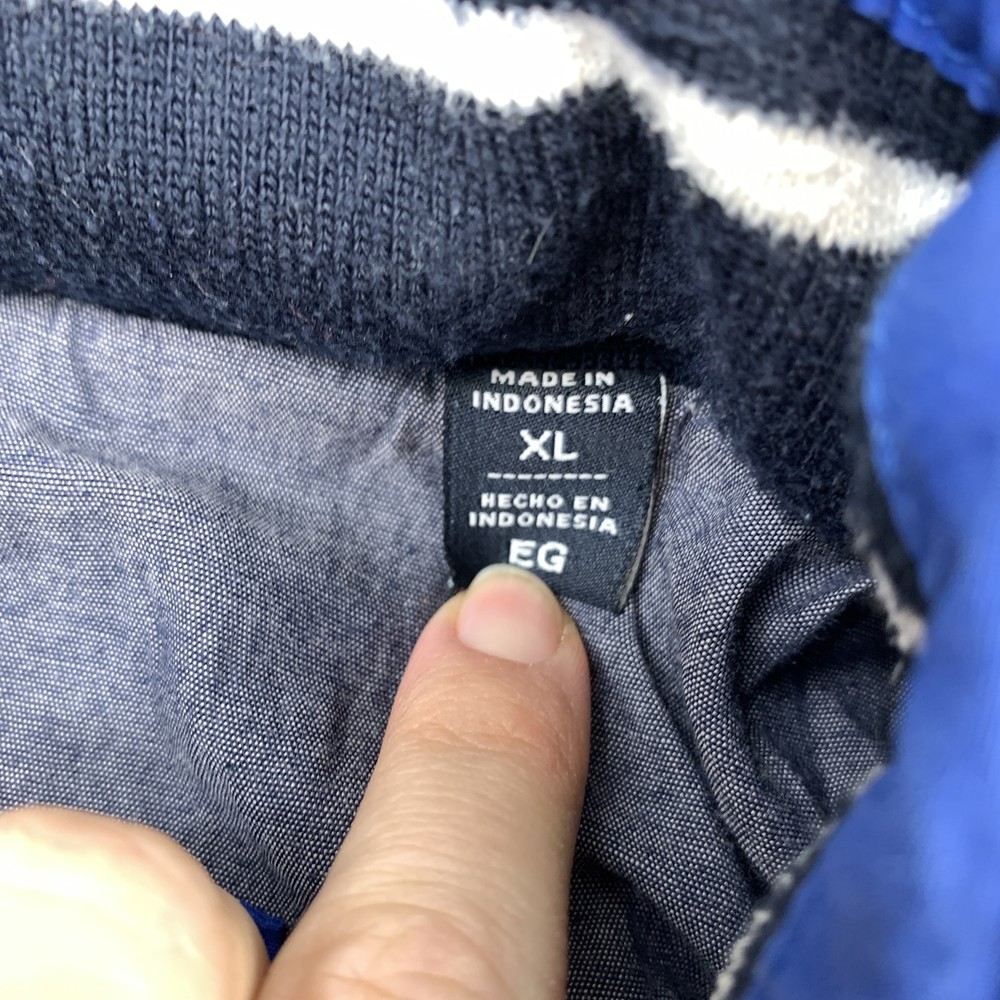 MADE IN
INDONESIA
XL
HECHO EN
INDONESIA
EG